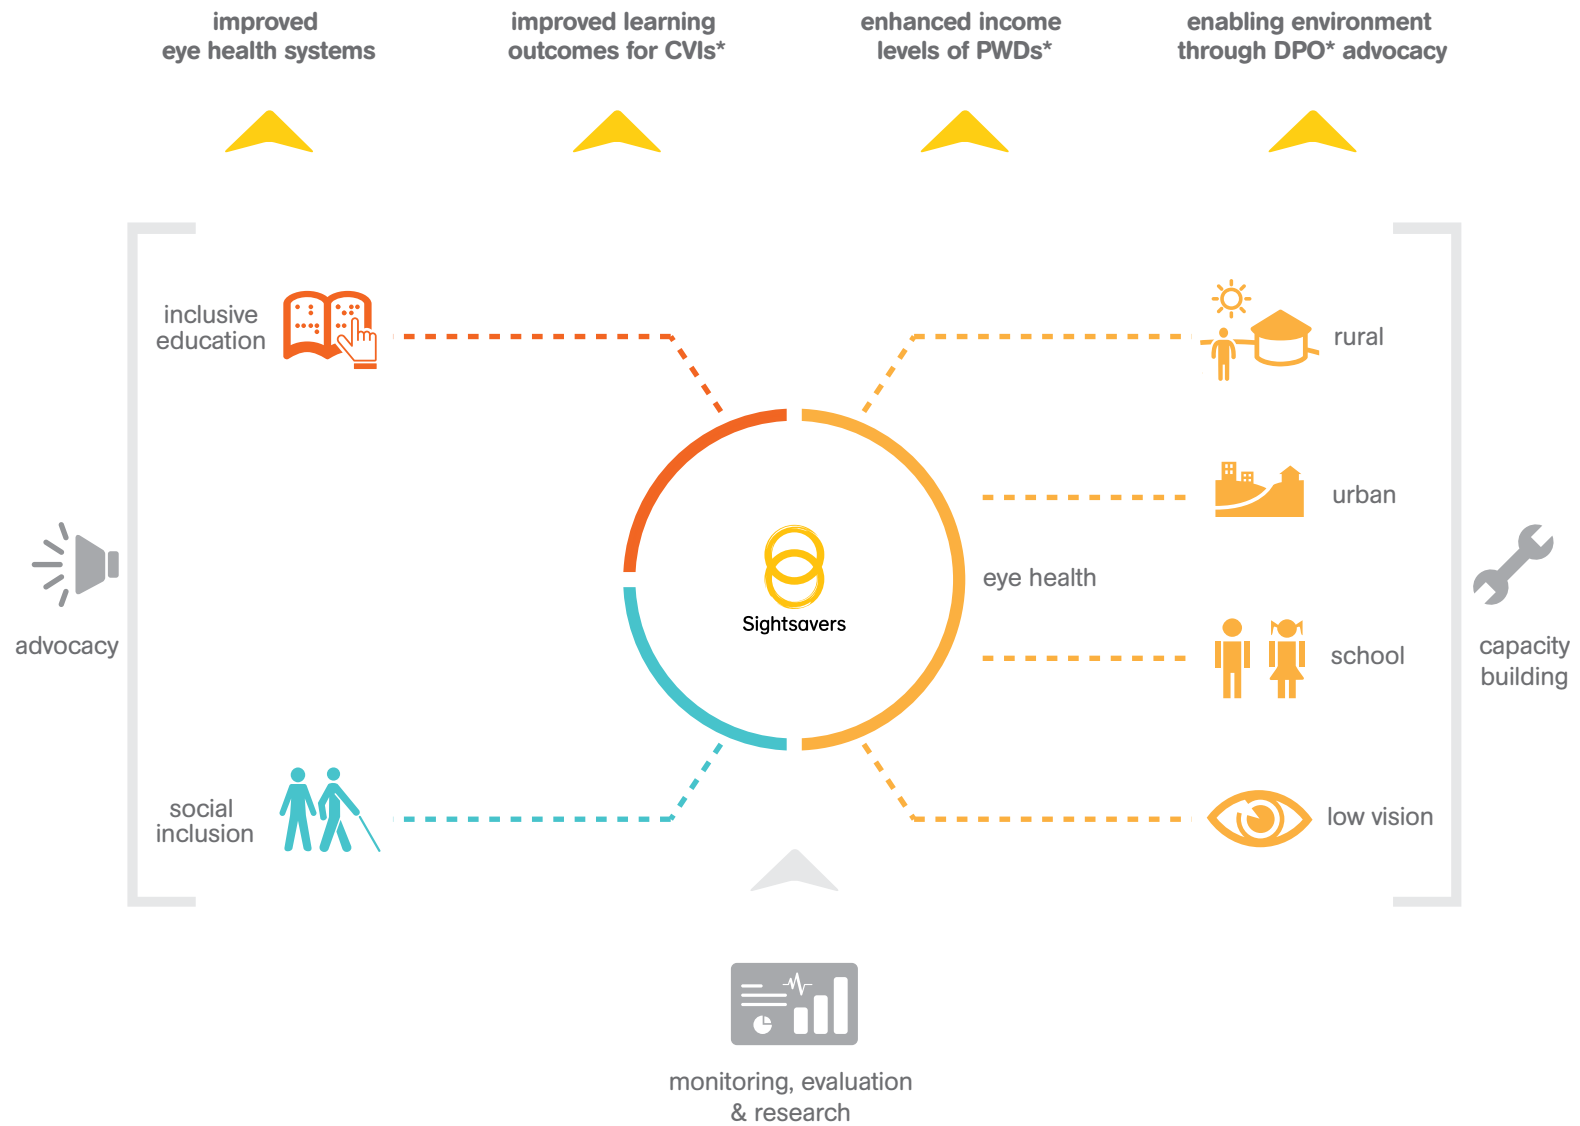 improved
eye health systems
improved learning
outcomes for CVIs*
enhanced income
levels of PWDs*
enabling environment
through DPO* advocacy
inclusive
education
rural
urban
eye health
Sightsavers
advocacy
school
capacity
building
social
inclusion
low vision
monitoring, evaluation
& research